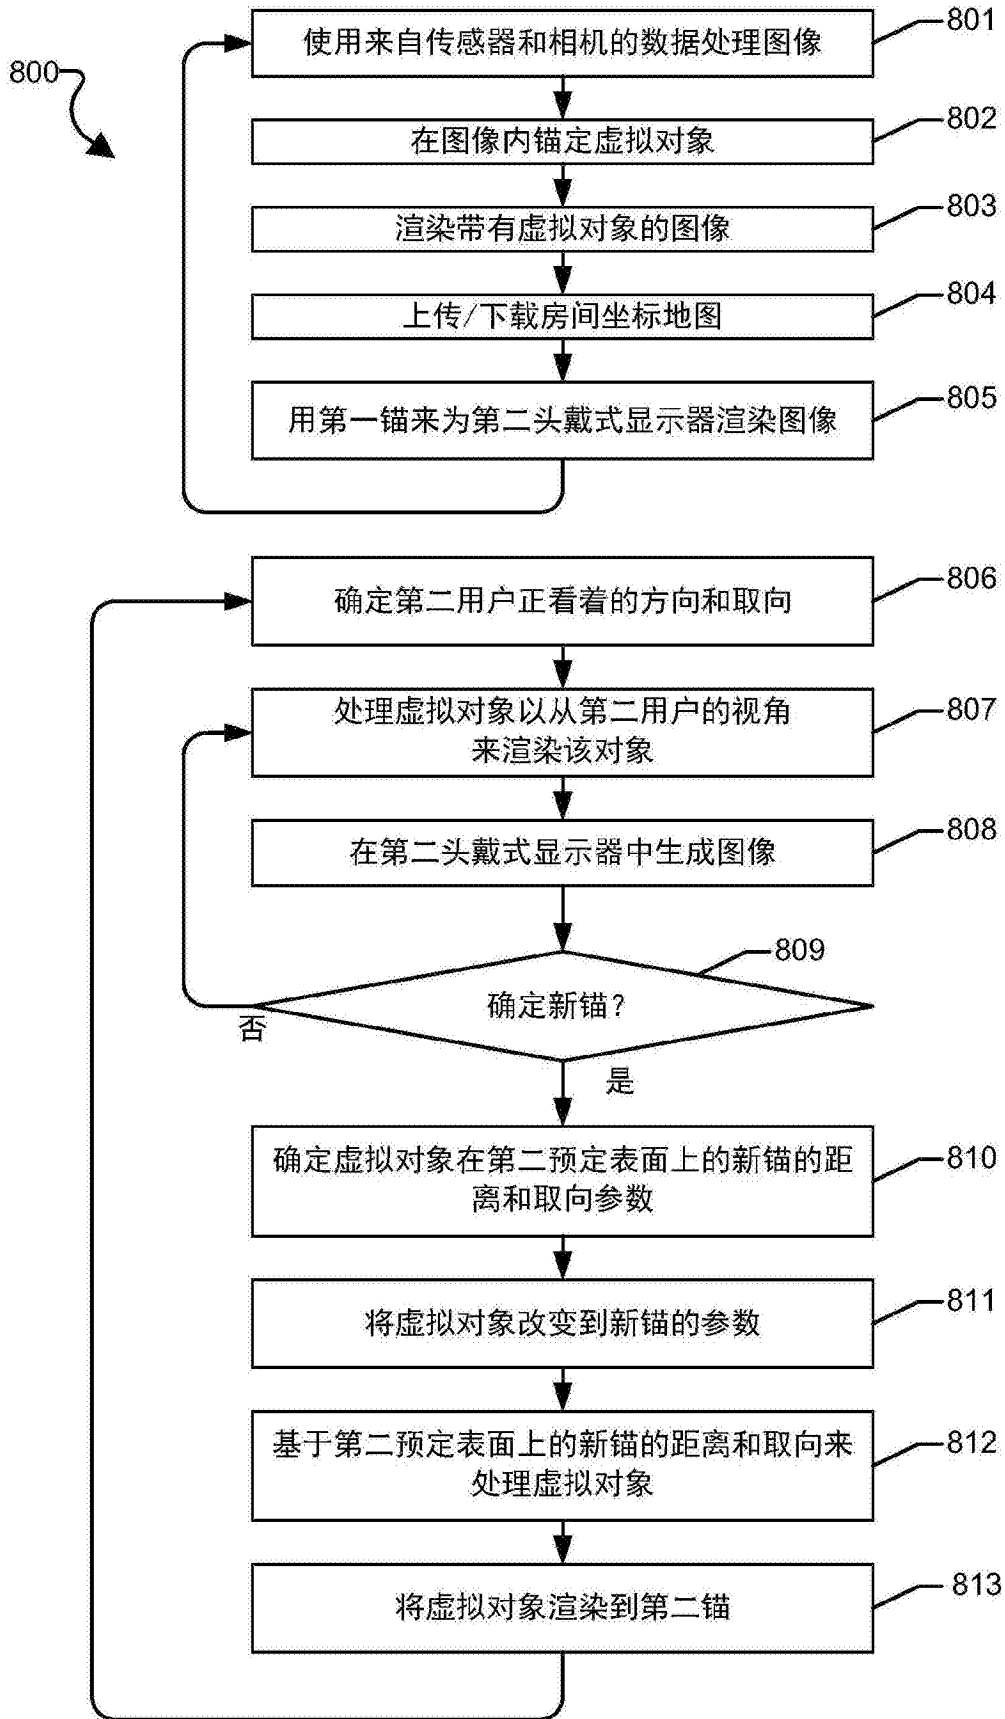 800
使用来自传感器和相机的数据处理图像
801
在图像内锚定虚拟对象
802
渲染带有虚拟对象的图像
803
上传/下载房间坐标地图
804
用第一锚来为第二头戴式显示器渲染图像
805
确定第二用户正看着的方向和取向
806
处理虚拟对象以从第二用户的视角
来渲染该对象
807
在第二头戴式显示器中生成图像
808
809
确定新锚?
否
是
确定虚拟对象在第二预定表面上的新锚的距
离和取向参数
810
将虚拟对象改变到新锚的参数
811
基于第二预定表面上的新锚的距离和取向来
处理虚拟对象
812
将虚拟对象渲染到第二锚
813